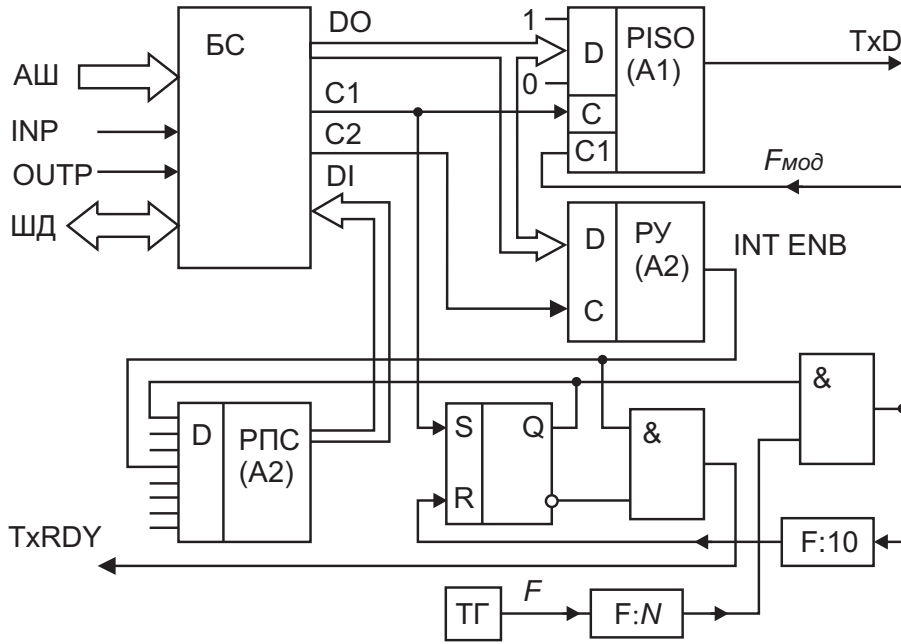 АШ
INP
OUTP
ШД
БС
DO
C1
C2
DI
1
D
0
C
C1
PISO
(A1)
TxD
Fмод
D
C
РУ
(A2)
INT ENB
D
РПС
(A2)
S
R
Q
&
&
TxRDY
F:10
ТГ
F
F:N